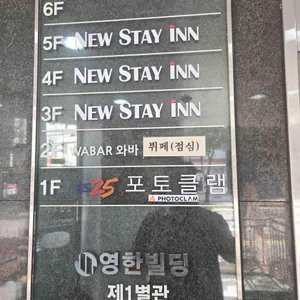 6F
5F NEW STAY INN
4F NEW STAY INN
3F NEW STAY INN
2F WABAR 와바 뷔페(점심)
1F GS25 포토클램
PHOTOCLAM
영한빌딩
제1별관